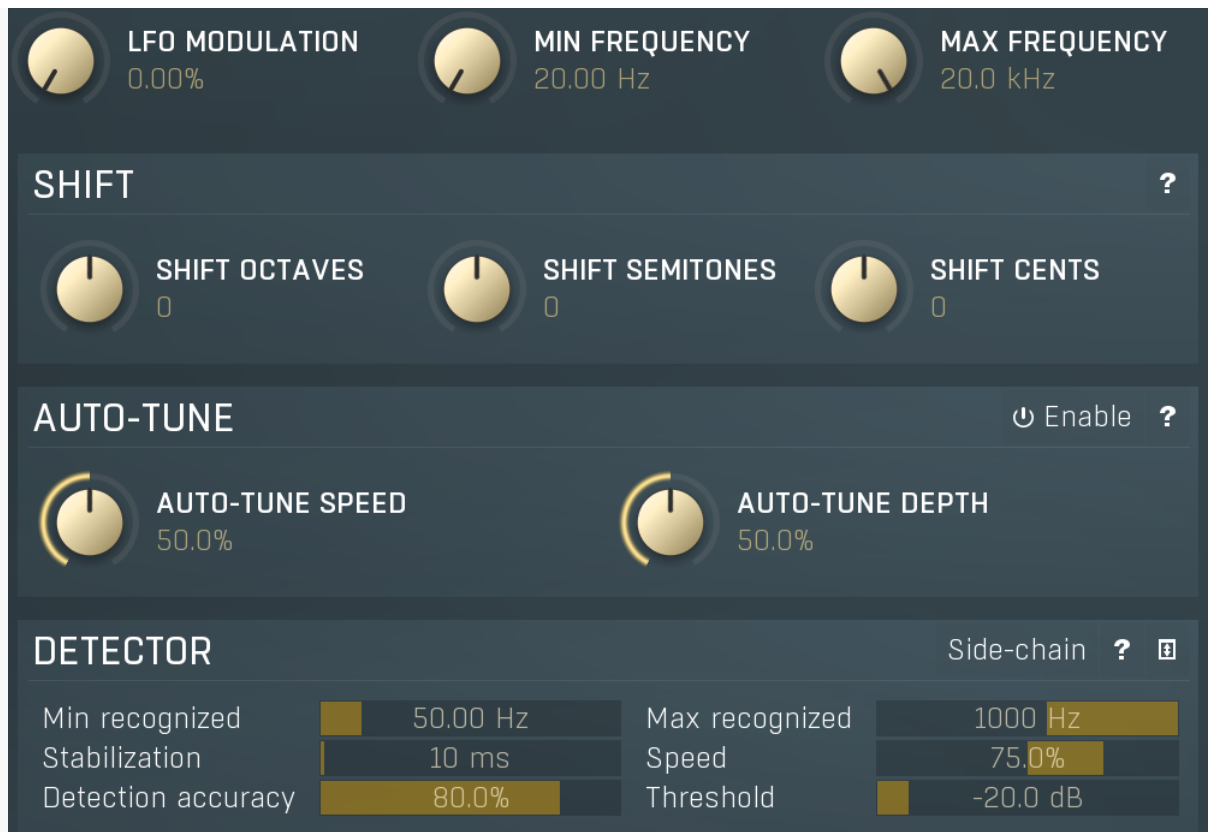 LFO MODULATION MIN FREQUENCY MAX FREQUENCY
0.00% 20.00 Hz 20.0 kHz
SHIFT ?
SHIFT OCTAVES SHIFT SEMITONES SHIFT CENTS
0 0 0
AUTO-TUNE Enable ?
AUTO-TUNE SPEED AUTO-TUNE DEPTH
50.0% 50.0%
DETECTOR Side-chain ?
Min recognized 50.00 Hz Max recognized 1000 Hz
Stabilization 10 ms Speed 75.0%
Detection accuracy 80.0% Threshold -20.0 dB